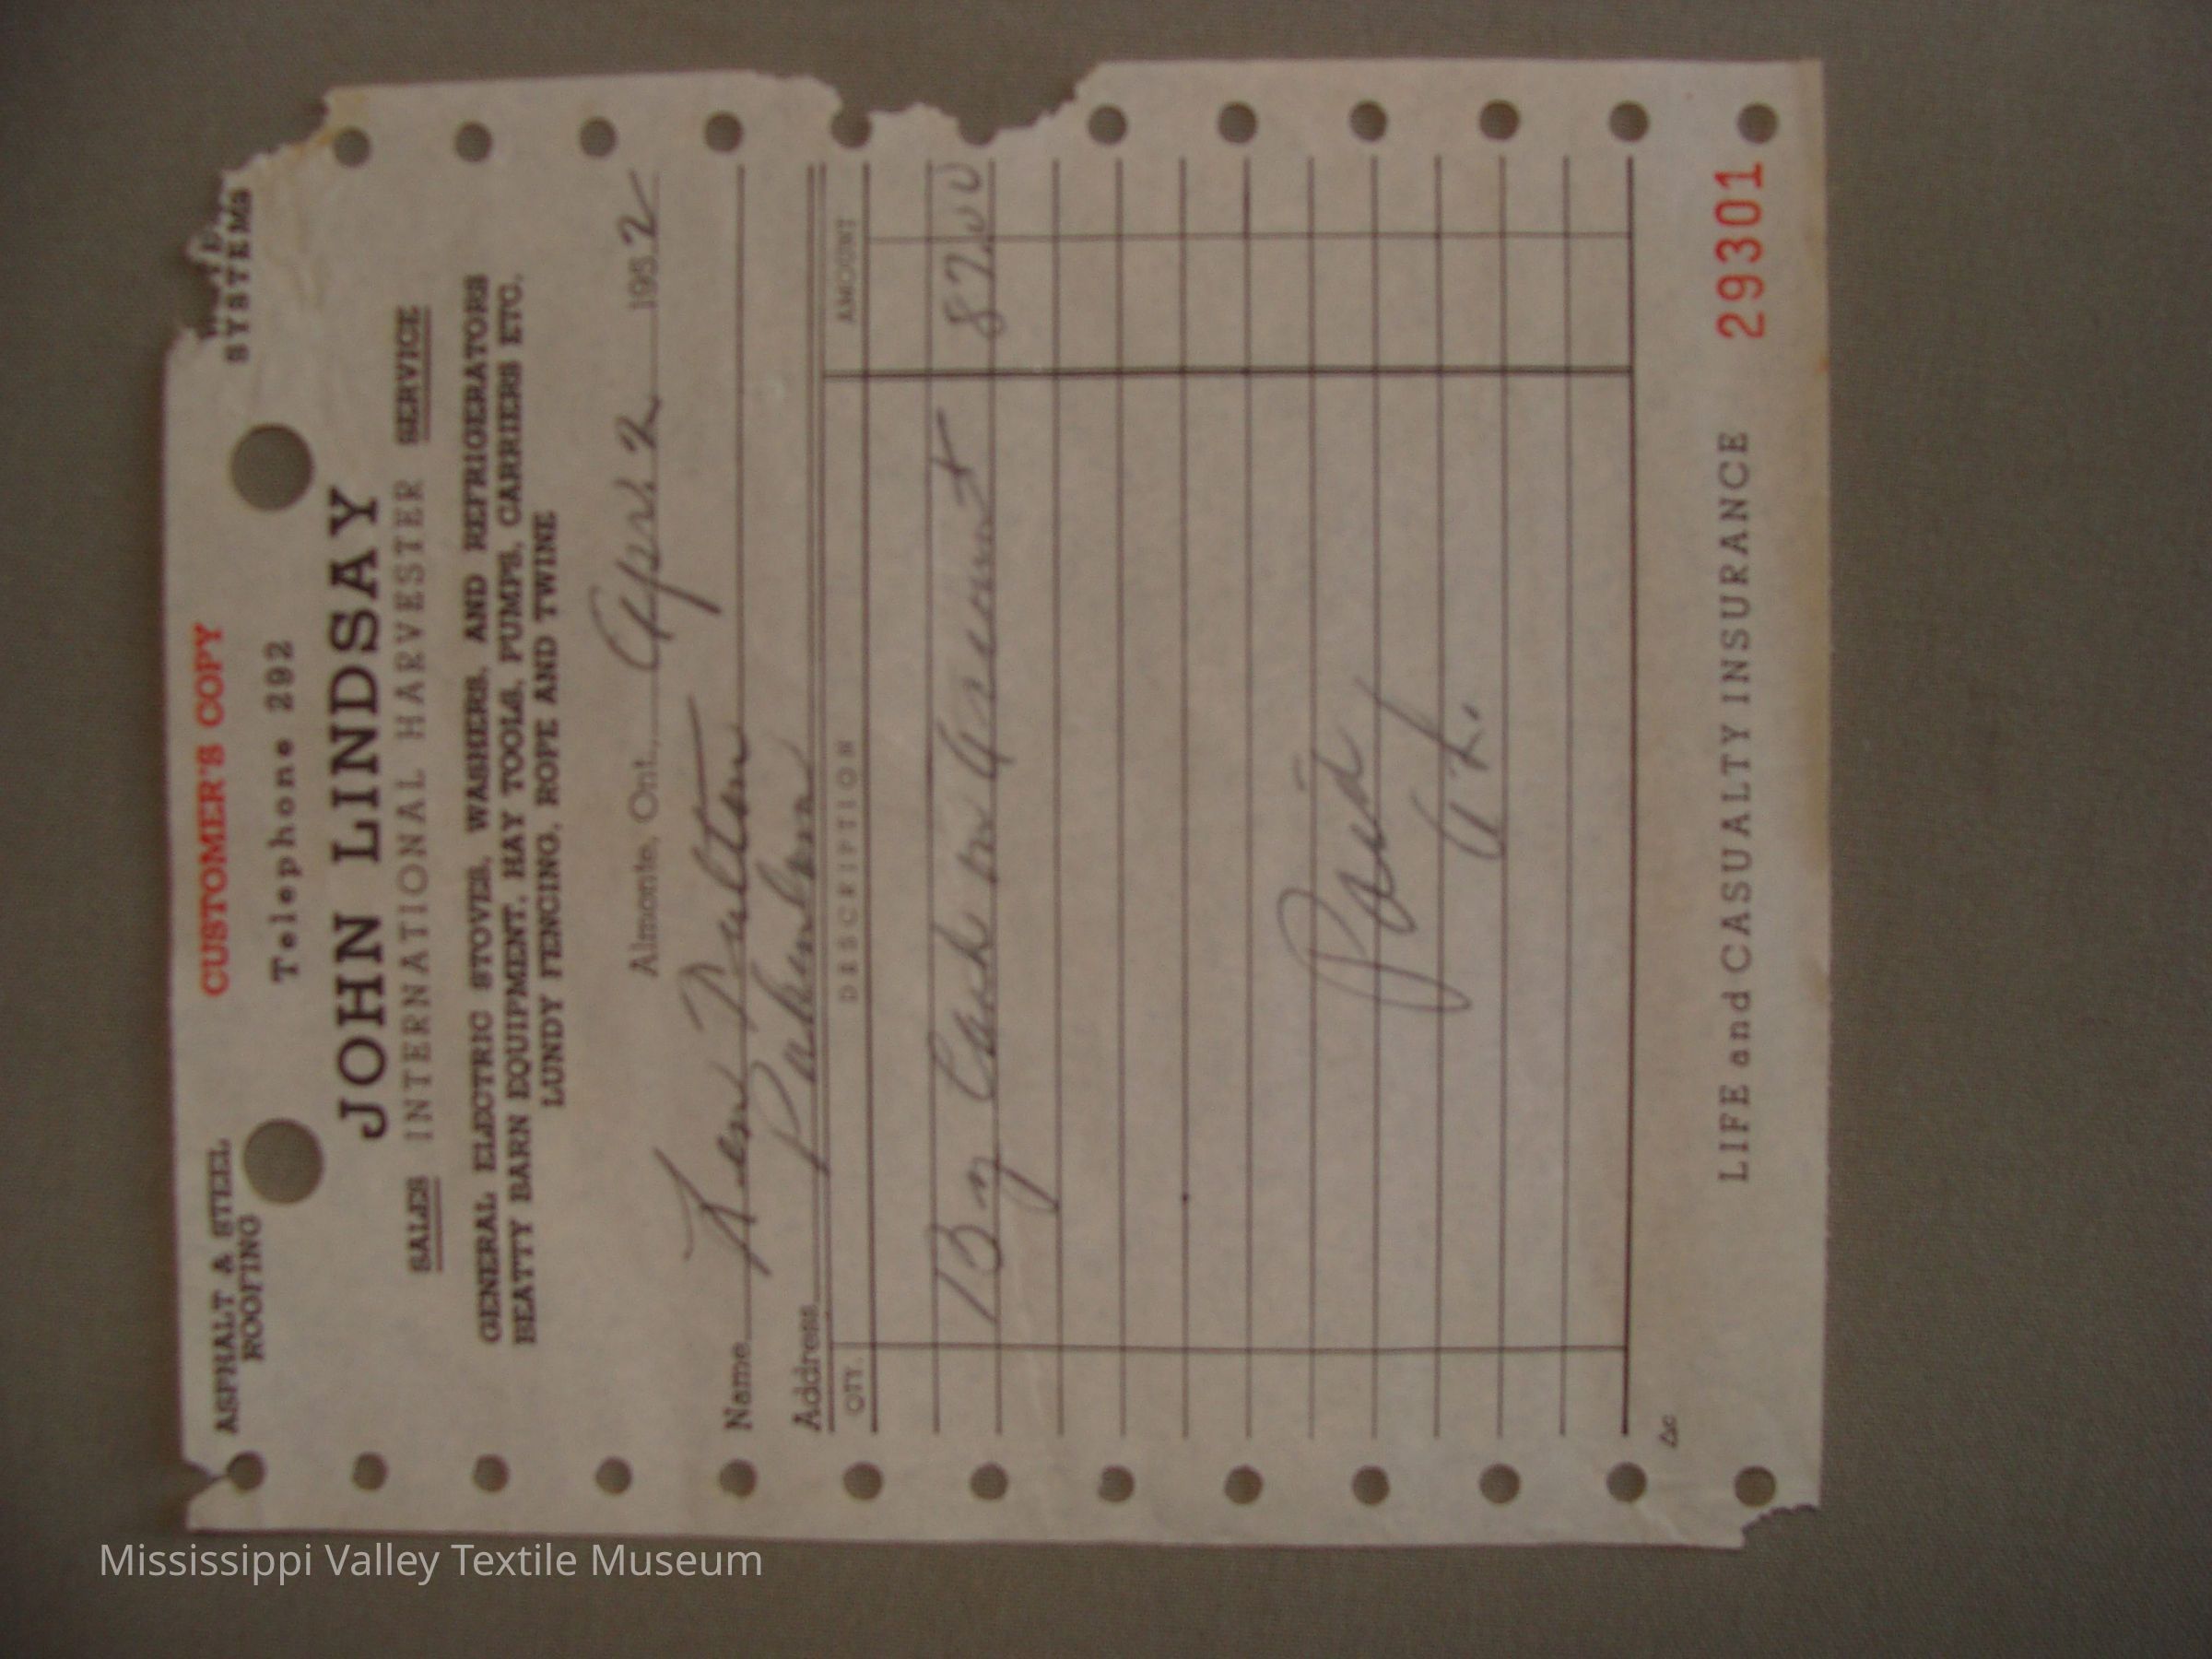 CUSTOMER'S COPY
ASPHALT & STEEL
ROOFING
SYSTEMS
Telephone 292
JOHN LINDSAY
SALES INTERNATIONAL HARVESTER SERVICE
GENERAL ELECTRIC STOVES, WASHERS, AND REFRIGERATORS
BEATTY BARN EQUIPMENT, HAY TOOLS, PUMPS, CARRIERS ETC.
LUNDY FENCING, ROPE AND TWINE
Almonte, Ont., April 2 1952
Name Ken
Address Pakenham
QTY. DESCRIPTION AMOUNT
By Cash on Account 87.00
Paid
LIFE and CASUALTY INSURANCE 29301
Mississippi Valley Textile Museum